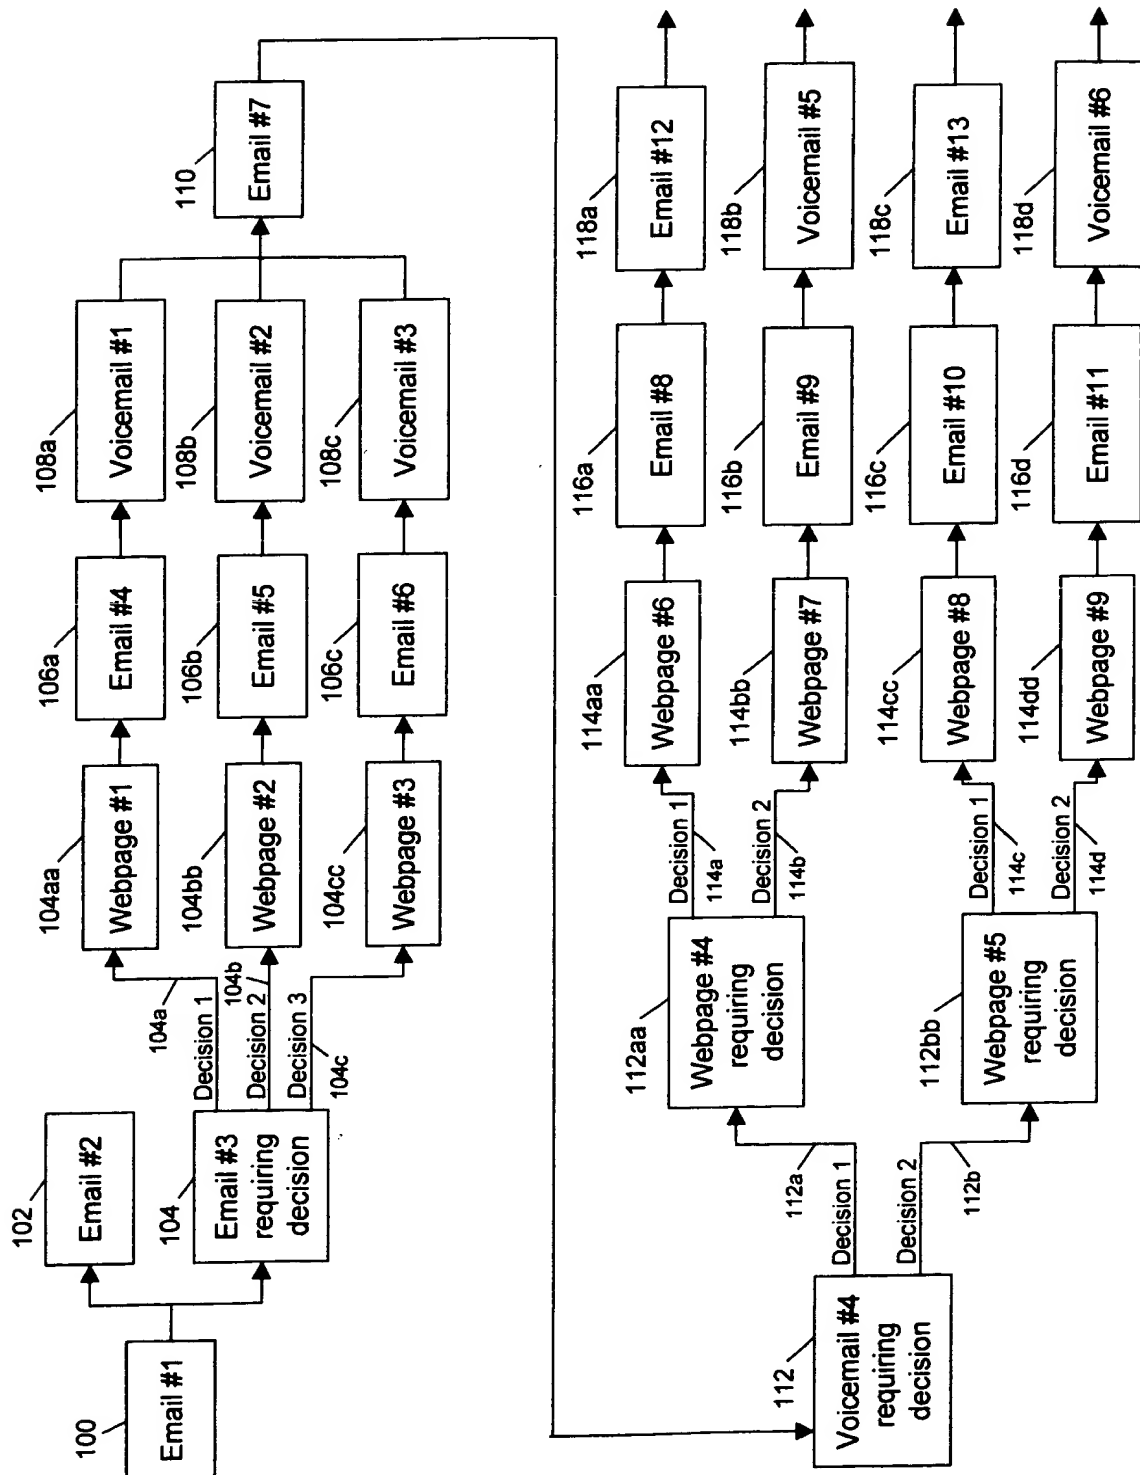 100
Email #1
102
Email #2
104
Email #3
requiring
decision
Decision 1
104a
Decision 2
104b
Decision 3
104c
104aa
Webpage #1
104bb
Webpage #2
104cc
Webpage #3
106a
Email #4
106b
Email #5
106c
Email #6
108a
Voicemail #1
108b
Voicemail #2
108c
Voicemail #3
110
Email #7
112
Voicemail #4
requiring
decision
Decision 1
112a
Decision 2
112b
112aa
Webpage #4
requiring
decision
112bb
Webpage #5
requiring
decision
Decision 1
114a
Decision 2
114b
Decision 1
114c
Decision 2
114d
114aa
Webpage #6
114bb
Webpage #7
114cc
Webpage #8
114dd
Webpage #9
116a
Email #8
116b
Email #9
116c
Email #10
116d
Email #11
118a
Email #12
118b
Voicemail #5
118c
Email #13
118d
Voicemail #6